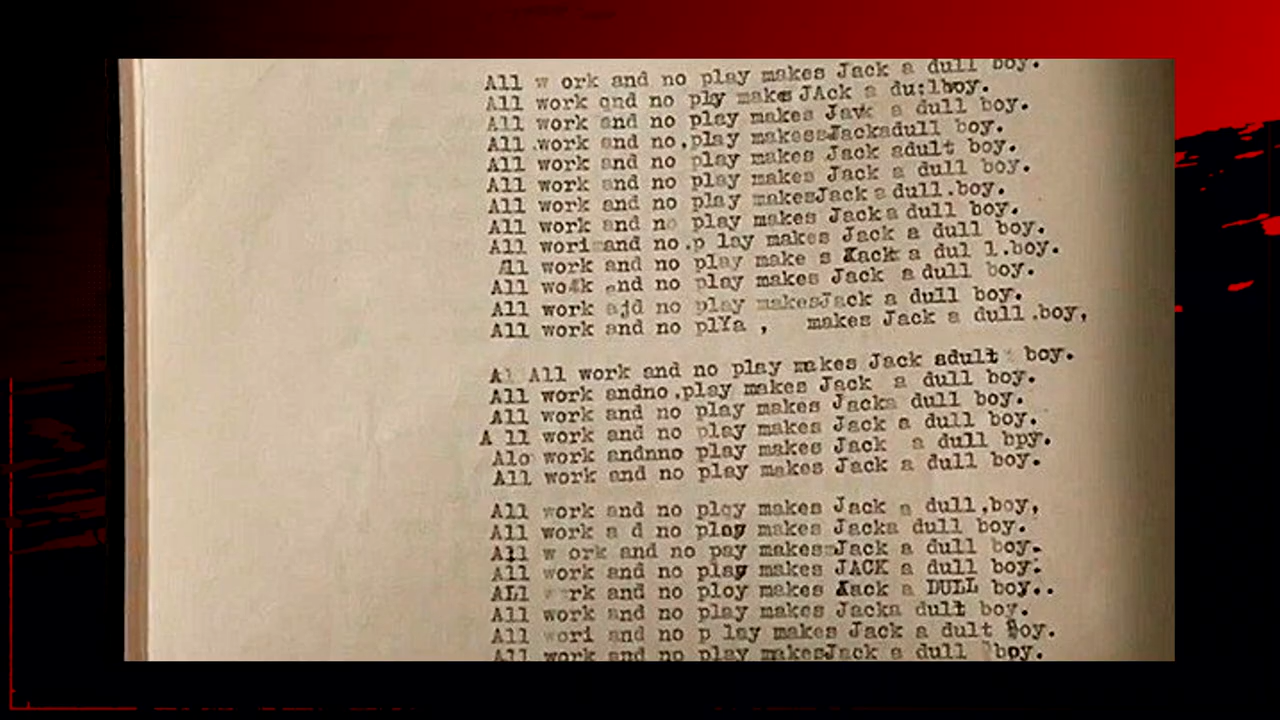 All w ork and no play makes Jack a dull boy.
All work and no ply makes JAck a du:lboy.
All work and no play makes Javk a dull boy.
All work and no.play makessJackadull boy.
All work and no play makes Jack adult boy.
All work and no play makes Jack a dull boy.
All work and no play makesJack a dull.boy.
All work and no play makes Jack a dull boy.
All wori and no.p lay makes Jack a dull boy.
All work and no play make s Xack a dul l.boy.
All work and no play makes Jack a dull boy.
All work ajd no play makesJack a dull boy.
All work and no plYa , makes Jack a dull.boy,
Al All work and no play makes Jack adult boy.
All work andno.play makes Jack a dull boy.
All work and no play makes Jacka dull boy.
A ll work and no play makes Jack a dull boy.
Alo work andnno play makes Jack a dull bpy.
All work and no play makes Jack a dull boy.
All work and no play makes Jack a dull,boy,
All work a d no play makes Jacka dull boy.
All w ork and no pay makes Jack a dull boy.
All work and no play makes JACK a dull boy:
ALl rk and no ploy makes Xack a DULL boy..
All work and no play makes Jacka dult boy.
All wori and no p lay makes Jack a dult Boy.
All work and no play makesJack a dull boy.